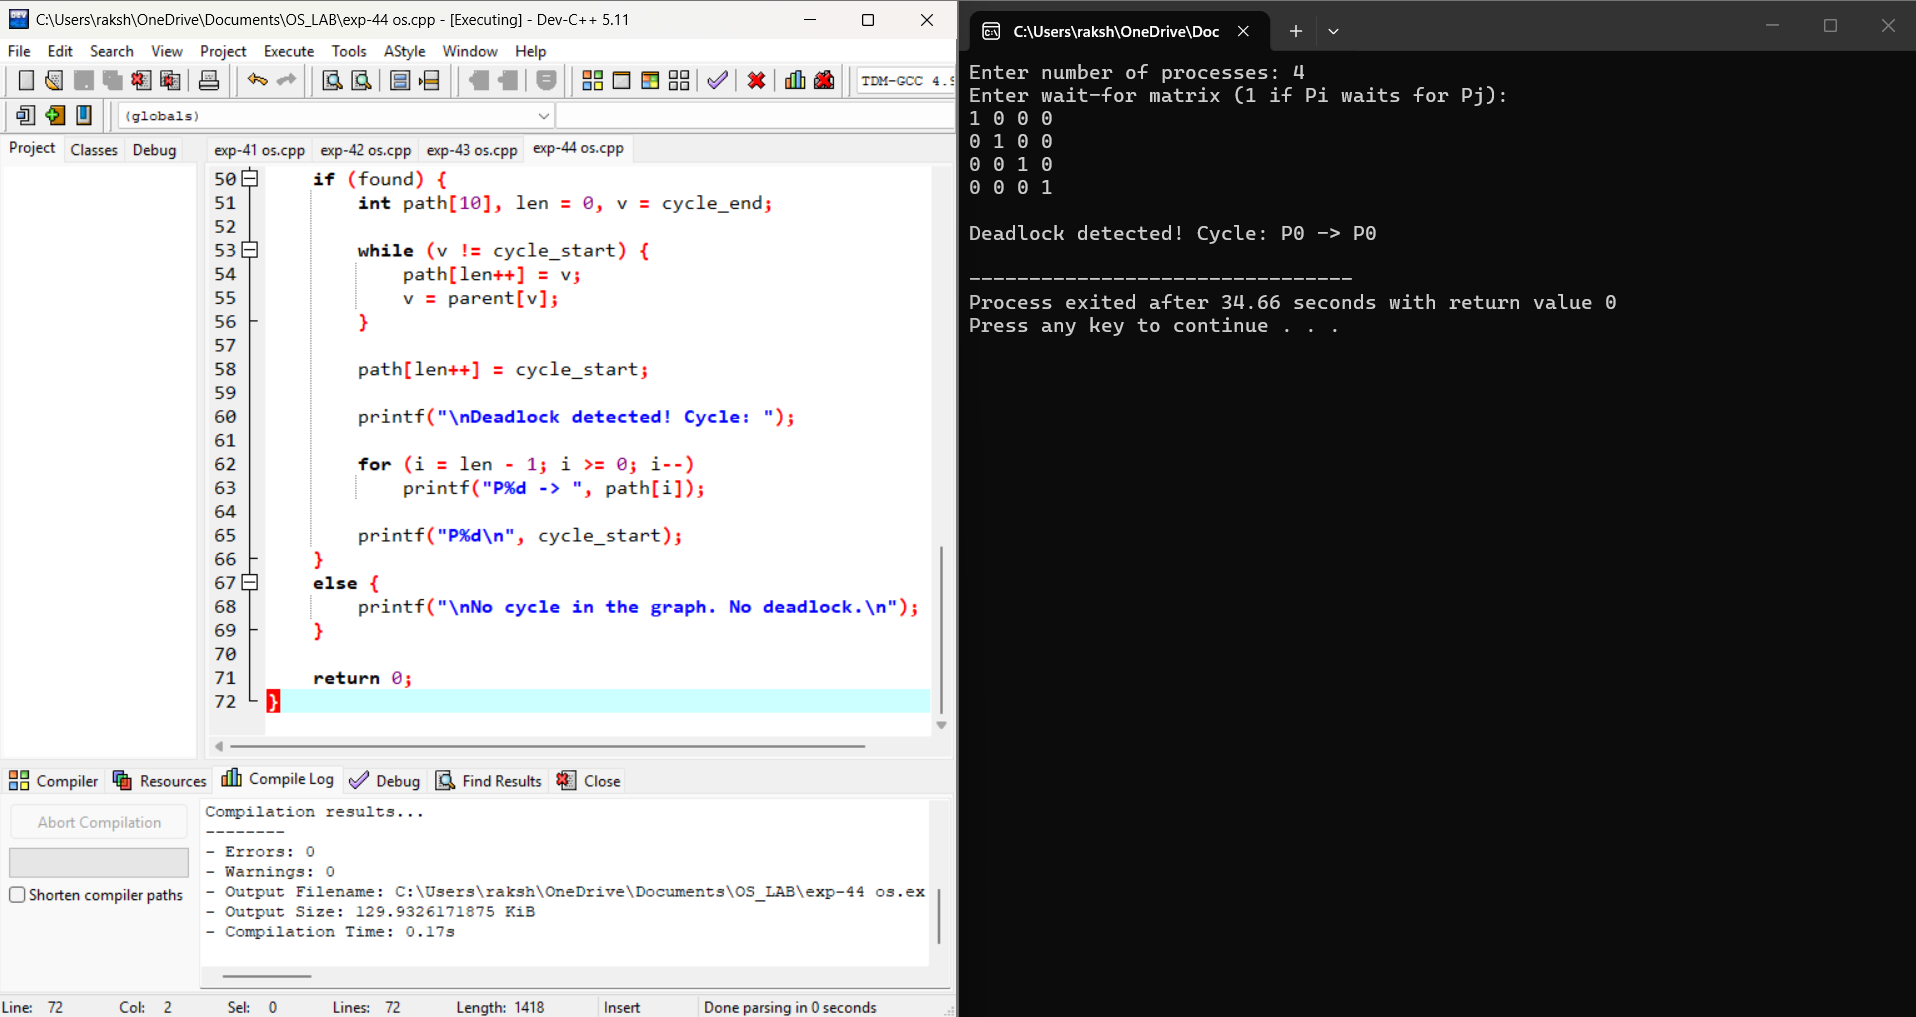 C:\Users\raksh\OneDrive\Documents\OS_LAB\exp-44 os.cpp - [Executing] - Dev-C++ 5.11
File Edit Search View Project Execute Tools AStyle Window Help
TDM-GCC 4.9
(globals)
Project Classes Debug
exp-41 os.cpp exp-42 os.cpp exp-43 os.cpp exp-44 os.cpp
50 if (found) {
51 int path[10], len = 0, v = cycle_end;
52
53 while (v != cycle_start) {
54 path[len++] = v;
55 v = parent[v];
56 }
57
58 path[len++] = cycle_start;
59
60 printf("\nDeadlock detected! Cycle: ");
61
62 for (i = len - 1; i >= 0; i--)
63 printf("P%d -> ", path[i]);
64
65 printf("P%d\n", cycle_start);
66 }
67 else {
68 printf("\nNo cycle in the graph. No deadlock.\n");
69 }
70
71 return 0;
72 }
Compiler Resources Compile Log Debug Find Results Close
Abort Compilation
Shorten compiler paths
Compilation results...
--------
- Errors: 0
- Warnings: 0
- Output Filename: C:\Users\raksh\OneDrive\Documents\OS_LAB\exp-44 os.ex
- Output Size: 129.9326171875 KiB
- Compilation Time: 0.17s
Line: 72 Col: 2 Sel: 0 Lines: 72 Length: 1418 Insert Done parsing in 0 seconds
C:\Users\raksh\OneDrive\Doc
Enter number of processes: 4
Enter wait-for matrix (1 if Pi waits for Pj):
1 0 0 0
0 1 0 0
0 0 1 0
0 0 0 1
Deadlock detected! Cycle: P0 -> P0
--------------------------------
Process exited after 34.66 seconds with return value 0
Press any key to continue . . .